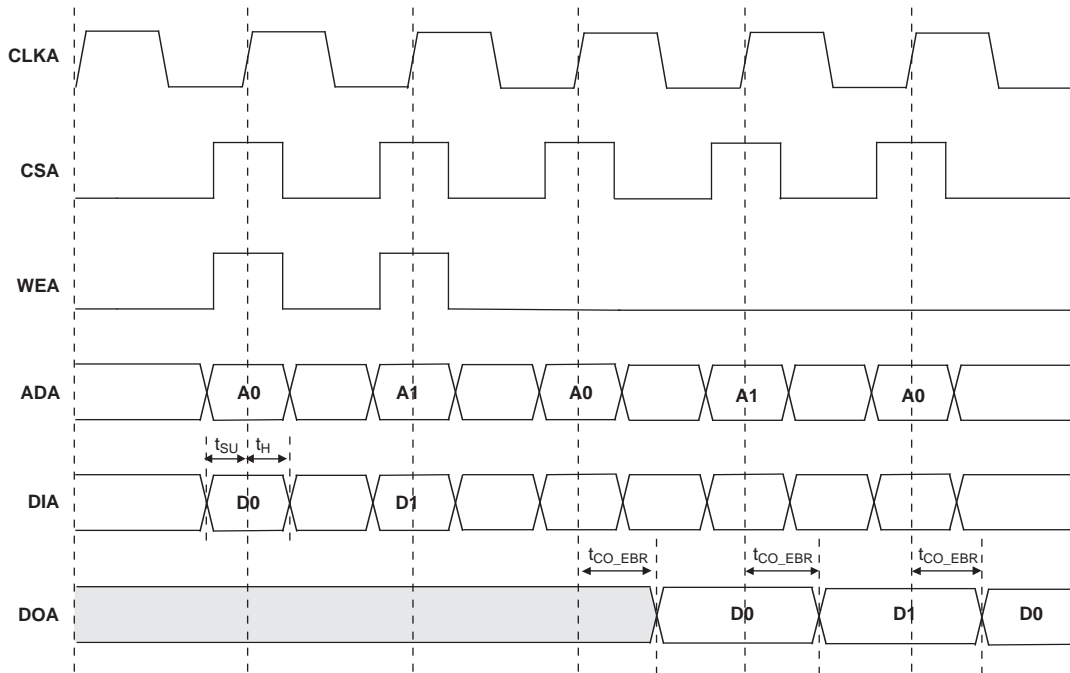 CLKA
CSA
WEA
ADA A0 A1 A0 A1 A0
tSU tH
DIA D0 D1
tCO_EBR tCO_EBR tCO_EBR
DOA D0 D1 D0